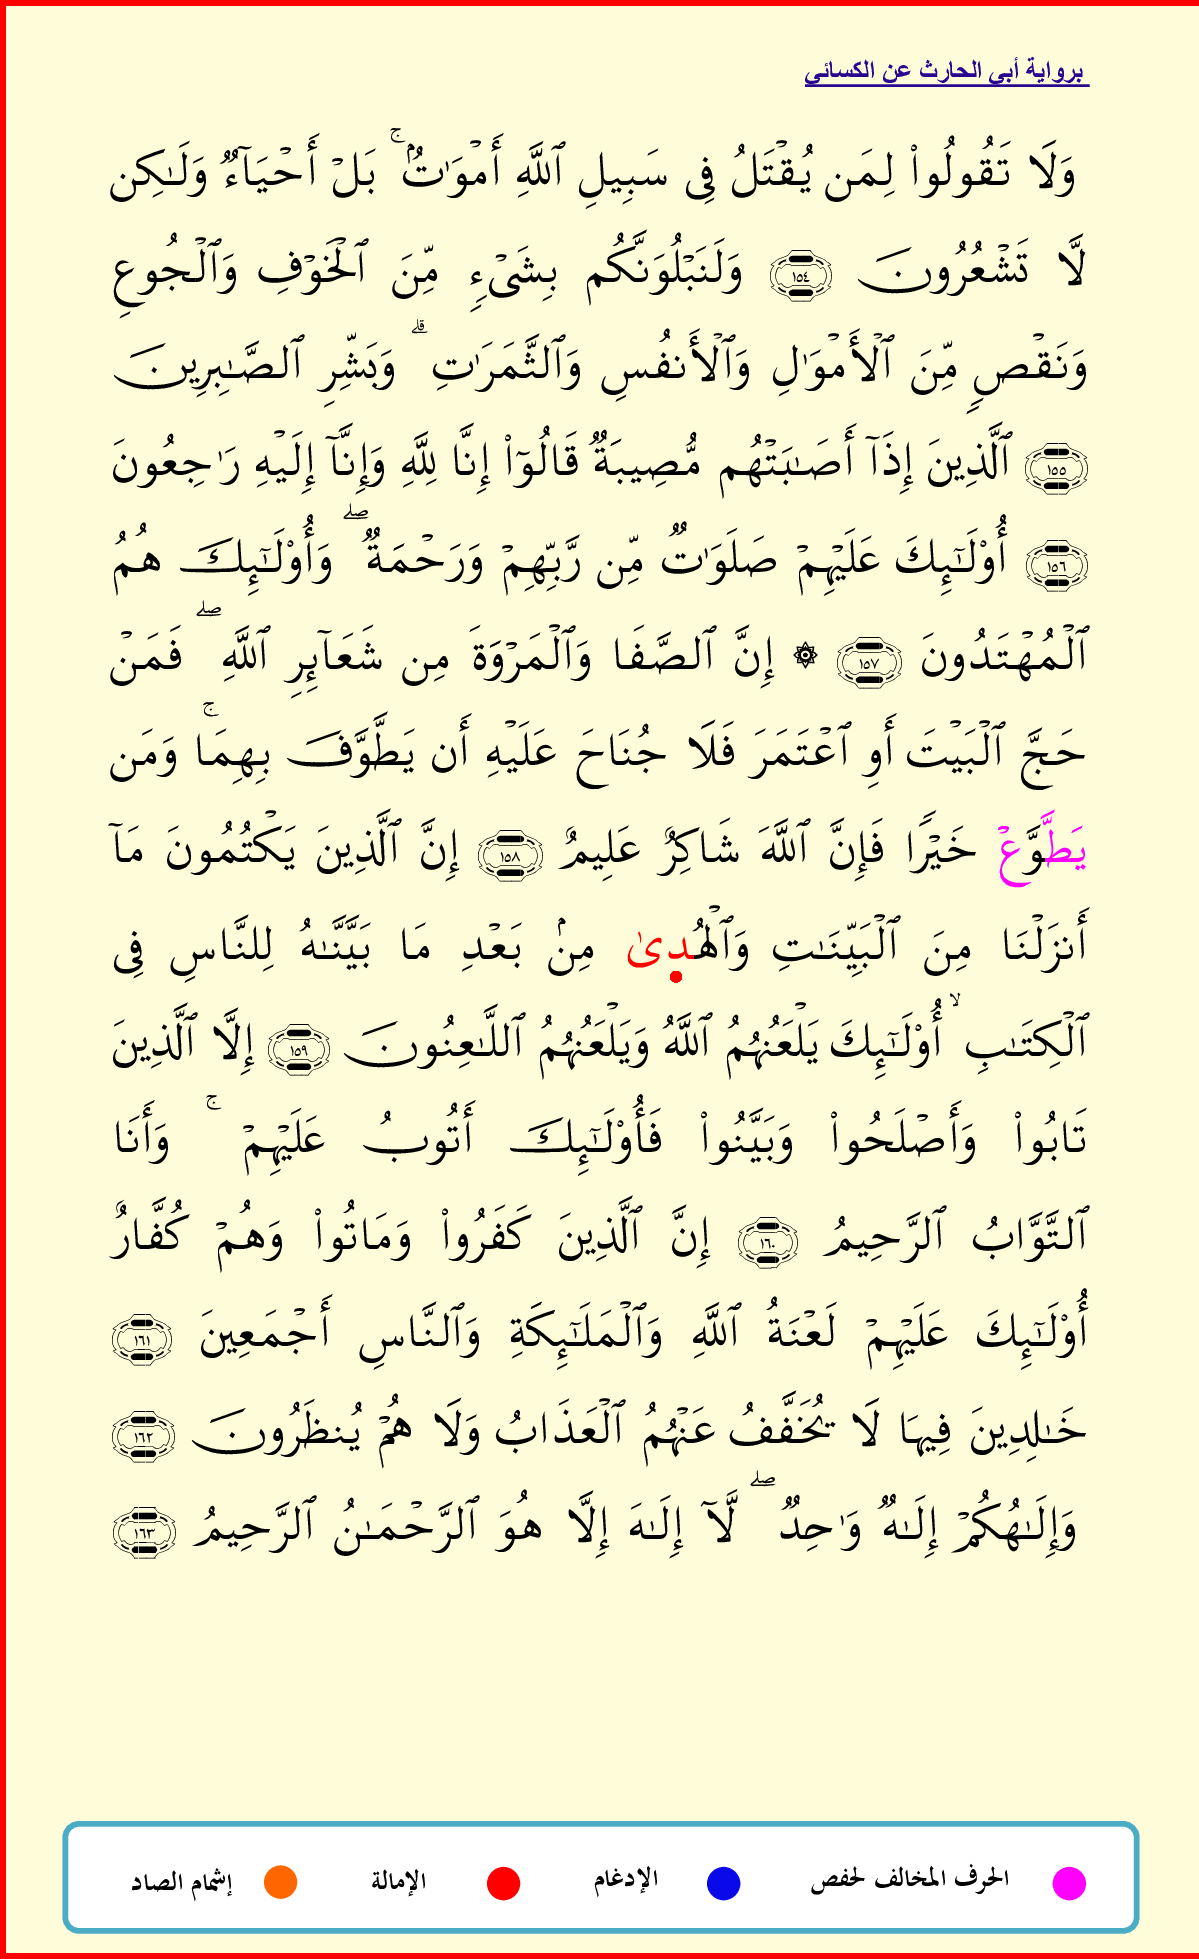 برواية أبي الحارث عن الكسائي
وَلَا تَقُولُوا۟ لِمَن يُقْتَلُ فِى سَبِيلِ ٱللَّهِ أَمْوَٰتٌۢ ۚ بَلْ أَحْيَآءٌ وَلَـٰكِن
لَّا تَشْعُرُونَ ١٥٤ وَلَنَبْلُوَنَّكُم بِشَىْءٍ مِّنَ ٱلْخَوْفِ وَٱلْجُوعِ
وَنَقْصٍ مِّنَ ٱلْأَمْوَٰلِ وَٱلْأَنفُسِ وَٱلثَّمَرَٰتِ ۗ وَبَشِّرِ ٱلصَّـٰبِرِينَ
١٥٥ ٱلَّذِينَ إِذَآ أَصَـٰبَتْهُم مُّصِيبَةٌ قَالُوٓا۟ إِنَّا لِلَّهِ وَإِنَّآ إِلَيْهِ رَٰجِعُونَ
١٥٦ أُو۟لَـٰٓئِكَ عَلَيْهِمْ صَلَوَٰتٌ مِّن رَّبِّهِمْ وَرَحْمَةٌ ۖ وَأُو۟لَـٰٓئِكَ هُمُ
ٱلْمُهْتَدُونَ ١٥٧ ۞ إِنَّ ٱلصَّفَا وَٱلْمَرْوَةَ مِن شَعَآئِرِ ٱللَّهِ ۖ فَمَنْ
حَجَّ ٱلْبَيْتَ أَوِ ٱعْتَمَرَ فَلَا جُنَاحَ عَلَيْهِ أَن يَطَّوَّفَ بِهِمَا ۚ وَمَن
يَطَّوَّعْ خَيْرًا فَإِنَّ ٱللَّهَ شَاكِرٌ عَلِيمٌ ١٥٨ إِنَّ ٱلَّذِينَ يَكْتُمُونَ مَآ
أَنزَلْنَا مِنَ ٱلْبَيِّنَـٰتِ وَٱلْهُدِىٰ مِنۢ بَعْدِ مَا بَيَّنَّـٰهُ لِلنَّاسِ فِى
ٱلْكِتَـٰبِ ۙ أُو۟لَـٰٓئِكَ يَلْعَنُهُمُ ٱللَّهُ وَيَلْعَنُهُمُ ٱللَّـٰعِنُونَ ١٥٩ إِلَّا ٱلَّذِينَ
تَابُوا۟ وَأَصْلَحُوا۟ وَبَيَّنُوا۟ فَأُو۟لَـٰٓئِكَ أَتُوبُ عَلَيْهِمْ ۚ وَأَنَا
ٱلتَّوَّابُ ٱلرَّحِيمُ ١٦٠ إِنَّ ٱلَّذِينَ كَفَرُوا۟ وَمَاتُوا۟ وَهُمْ كُفَّارٌ
أُو۟لَـٰٓئِكَ عَلَيْهِمْ لَعْنَةُ ٱللَّهِ وَٱلْمَلَـٰٓئِكَةِ وَٱلنَّاسِ أَجْمَعِينَ ١٦١
خَـٰلِدِينَ فِيهَا لَا يُخَفَّفُ عَنْهُمُ ٱلْعَذَابُ وَلَا هُمْ يُنظَرُونَ ١٦٢
وَإِلَـٰهُكُمْ إِلَـٰهٌ وَٰحِدٌ ۖ لَّآ إِلَـٰهَ إِلَّا هُوَ ٱلرَّحْمَـٰنُ ٱلرَّحِيمُ ١٦٣
الحرف المخالف لحفص الإدغام الإمالة إشمام الصاد